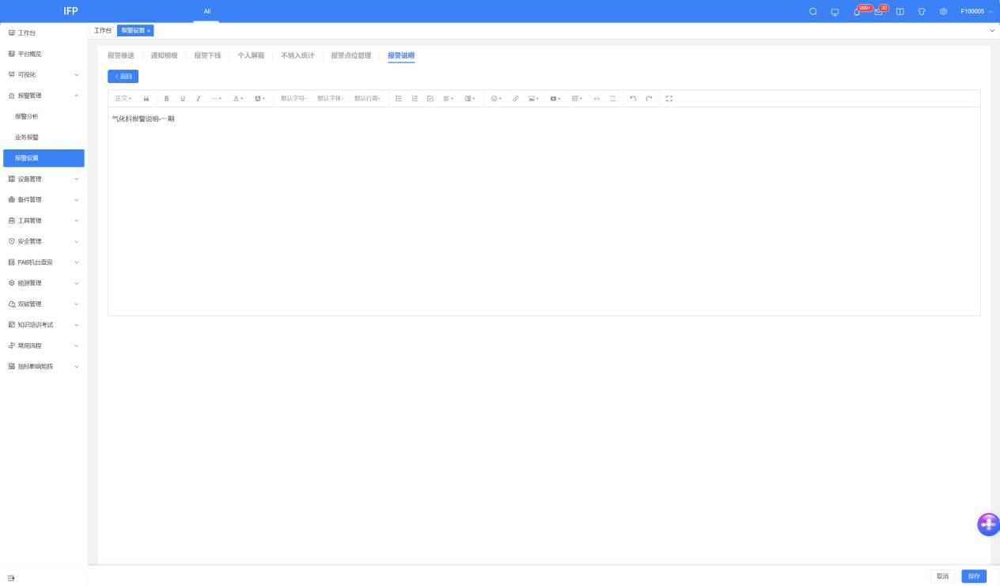 IFP
All
999+
30
F100005
工作台
平台概览
可视化
报警管理
报警分析
业务报警
报警设置
设备管理
备件管理
工具管理
安全管理
FAB机台查询
能源管理
双碳管理
知识培训考试
常用流程
指标影响矩阵
工作台 报警设置 ×
报警推送 通知模板 报警下线 个人屏蔽 不纳入统计 报警点位管理 报警说明
< 返回
正文 B U I A A 默认字号 默认字体 默认行高
气化科报警说明-一期
取消 保存